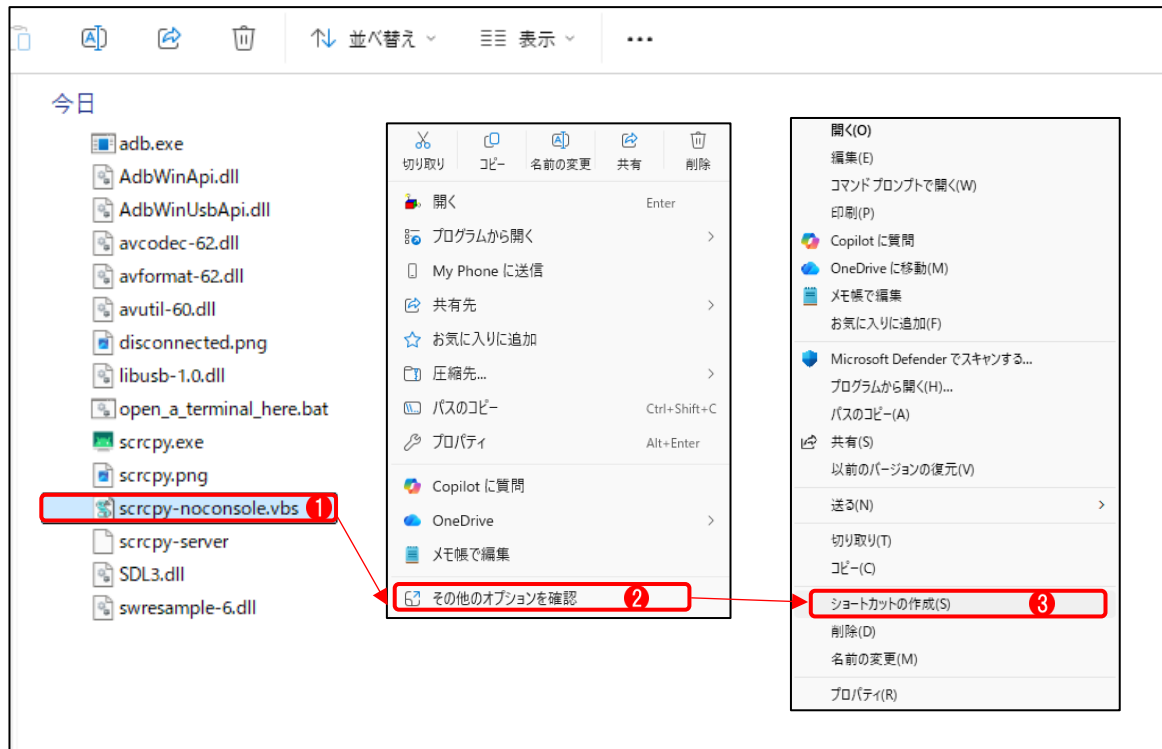 並べ替え
表示
今日
adb.exe
AdbWinApi.dll
AdbWinUsbApi.dll
avcodec-62.dll
avformat-62.dll
avutil-60.dll
disconnected.png
libusb-1.0.dll
open_a_terminal_here.bat
scrcpy.exe
scrcpy.png
scrcpy-noconsole.vbs 1
scrcpy-server
SDL3.dll
swresample-6.dll
切り取り コピー 名前の変更 共有 削除
開く Enter
プログラムから開く
My Phone に送信
共有先
お気に入りに追加
圧縮先...
パスのコピー Ctrl+Shift+C
プロパティ Alt+Enter
Copilot に質問
OneDrive
メモ帳で編集
その他のオプションを確認 2
開く(O)
編集(E)
コマンド プロンプトで開く(W)
印刷(P)
Copilot に質問
OneDrive に移動(M)
メモ帳で編集
お気に入りに追加(F)
Microsoft Defender でスキャンする...
プログラムから開く(H)...
パスのコピー(A)
共有(S)
以前のバージョンの復元(V)
送る(N)
切り取り(T)
コピー(C)
ショートカットの作成(S) 3
削除(D)
名前の変更(M)
プロパティ(R)